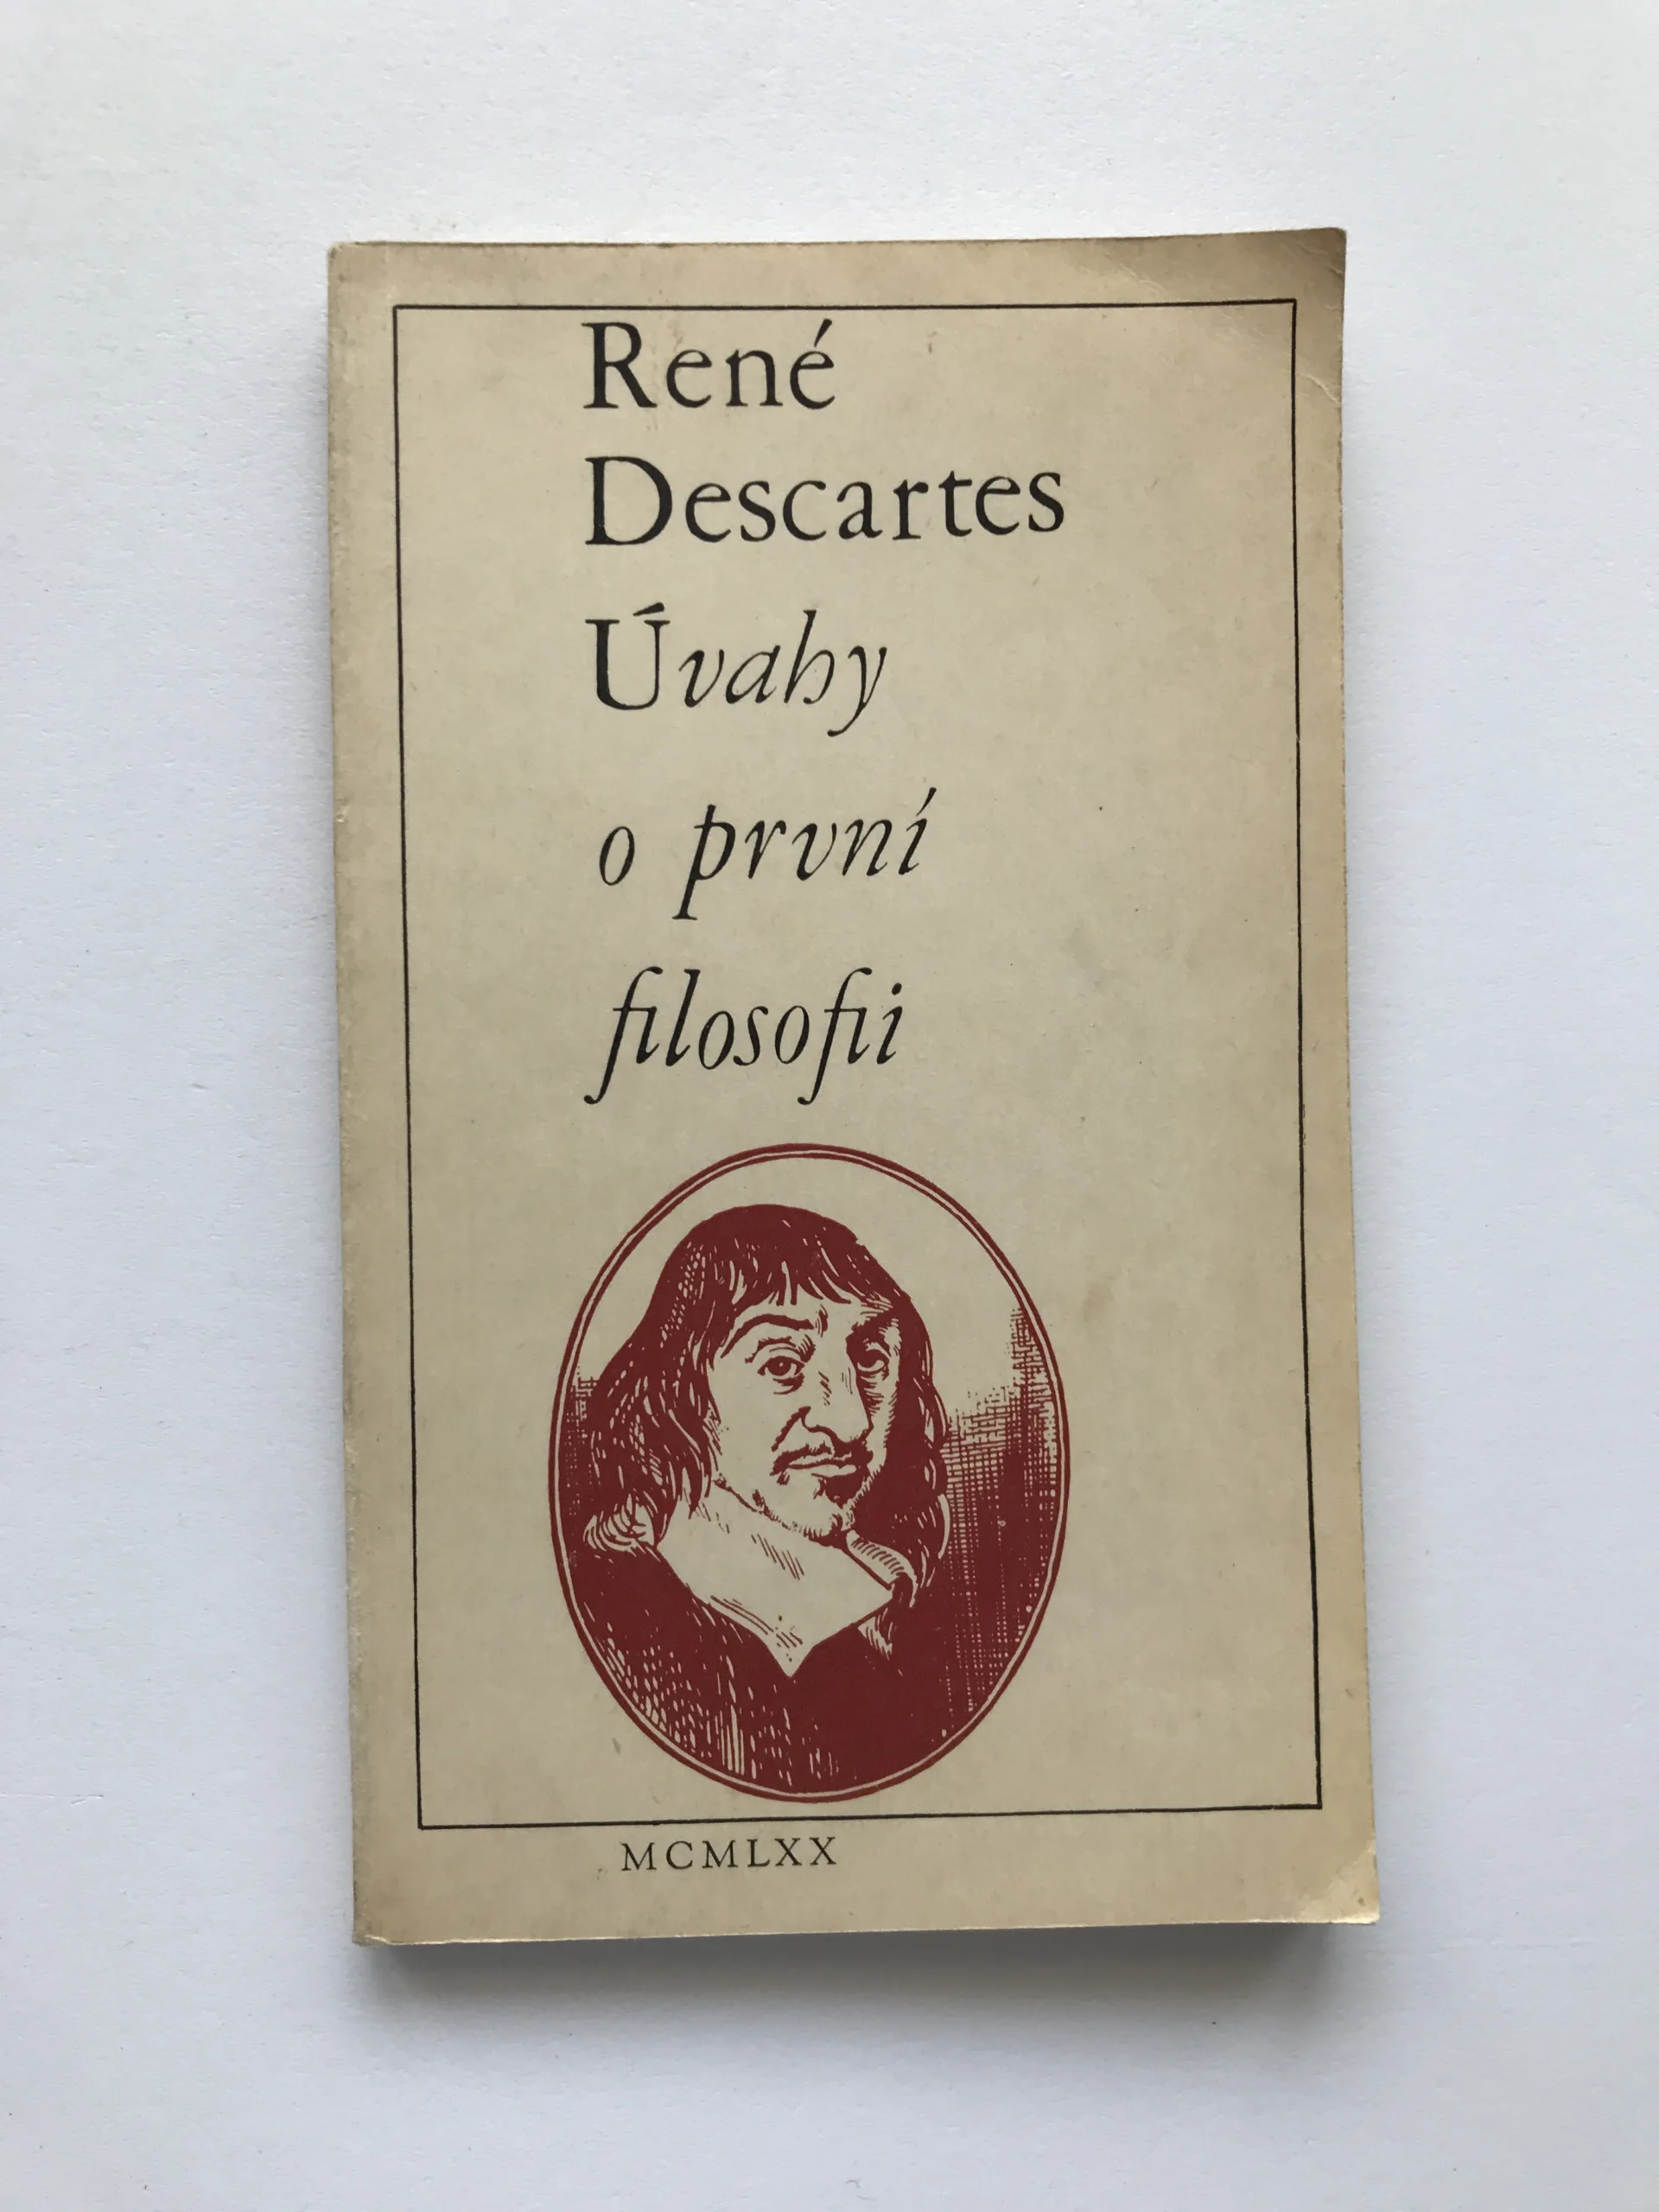 René
Descartes
Úvahy
o první
filosofii
MCMLXX